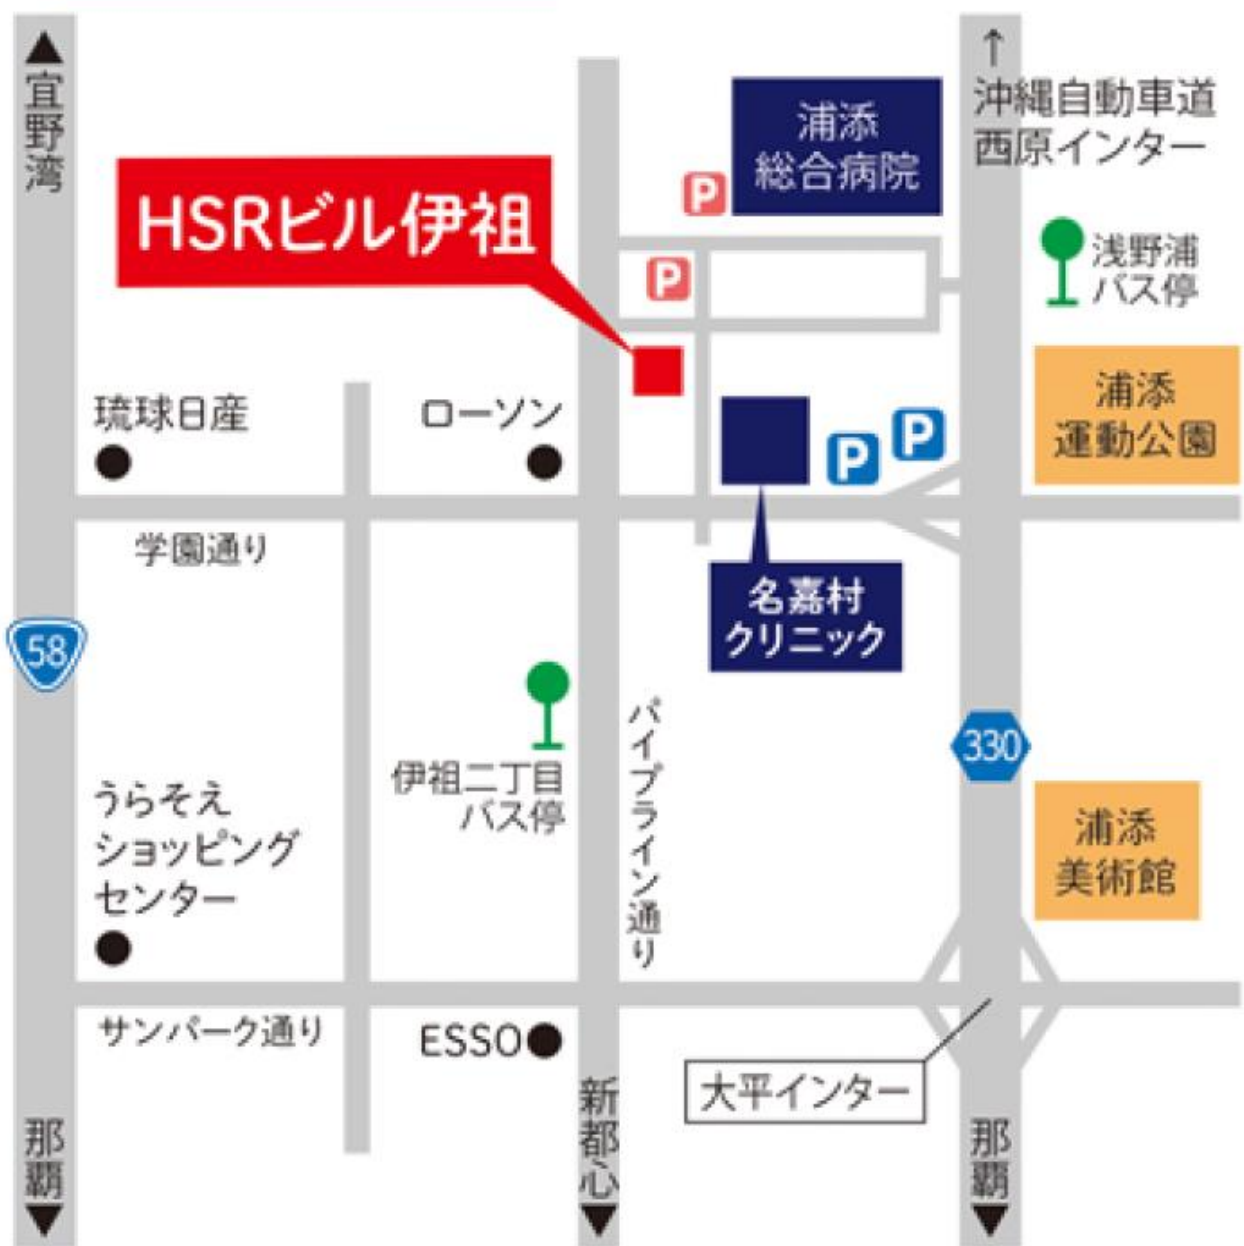 宜野湾
↑
沖縄自動車道
西原インター
浦添
総合病院
P
HSRビル伊祖
P
浅野浦
バス停
浦添
運動公園
琉球日産
ローソン
P
P
学園通り
名嘉村
クリニック
58
伊祖二丁目
バス停
パイプライン通り
330
うらそえ
ショッピング
センター
浦添
美術館
サンパーク通り
ESSO
大平インター
那覇
新都心
那覇